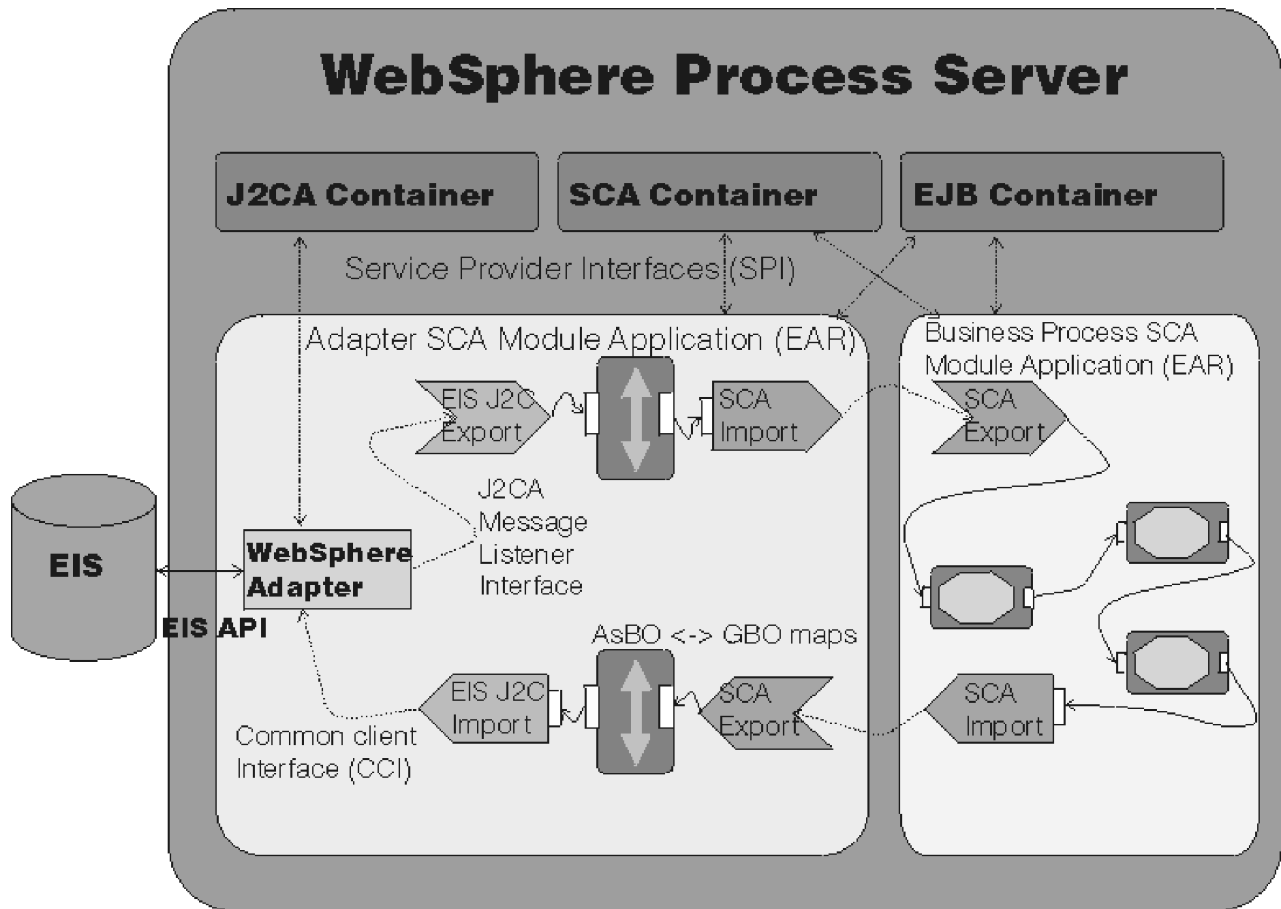 WebSphere Process Server
J2CA Container
SCA Container
EJB Container
Service Provider Interfaces (SPI)
Adapter SCA Module Application (EAR)
Business Process SCA
Module Application (EAR)
EIS J2C
Export
SCA
Import
SCA
Export
J2CA
Message
Listener
Interface
EIS
WebSphere
Adapter
EIS API
AsBO <-> GBO maps
EIS J2C
Import
SCA
Export
SCA
Import
Common client
Interface (CCI)